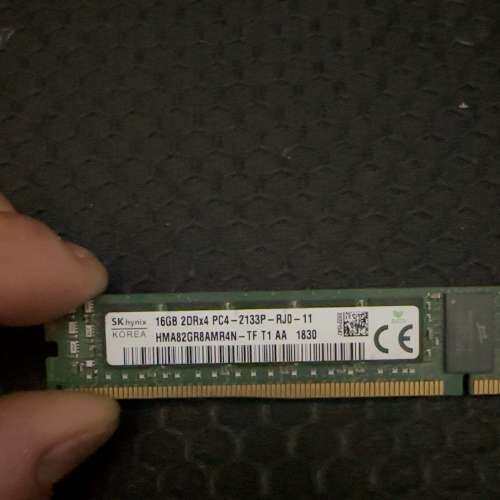 SK hynix 16GB 2DRx4 PC4-2133P-RJ0-11
KOREA HMA82GR8AMR4N-TF T1 AA 1830
CE